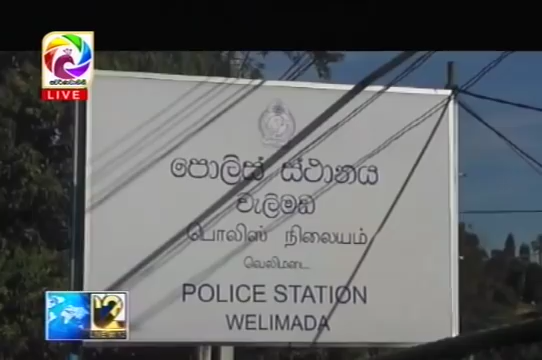 LIVE
පොලිස් ස්ථානය
වැලිමඩ
பொலிஸ் நிலையம்
வெலிமடை
POLICE STATION
WELIMADA